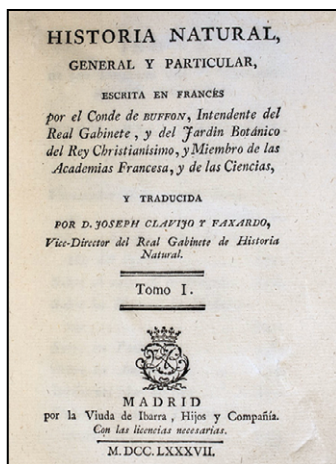 HISTORIA NATURAL,
GENERAL Y PARTICULAR,
ESCRITA EN FRANCÉS
por el Conde de BUFFON, Intendente del
Real Gabinete, y del Jardin Botánico
del Rey Christianísimo, y Miembro de las
Academias Francesa, y de las Ciencias,
Y TRADUCIDA
POR D. JOSEPH CLAVIJO Y FAXARDO,
Vice-Director del Real Gabinete de Historia
Natural.
Tomo I.
MADRID
por la Viuda de Ibarra, Hijos y Compañía.
Con las licencias necesarias.
M.DCC.LXXXVII.